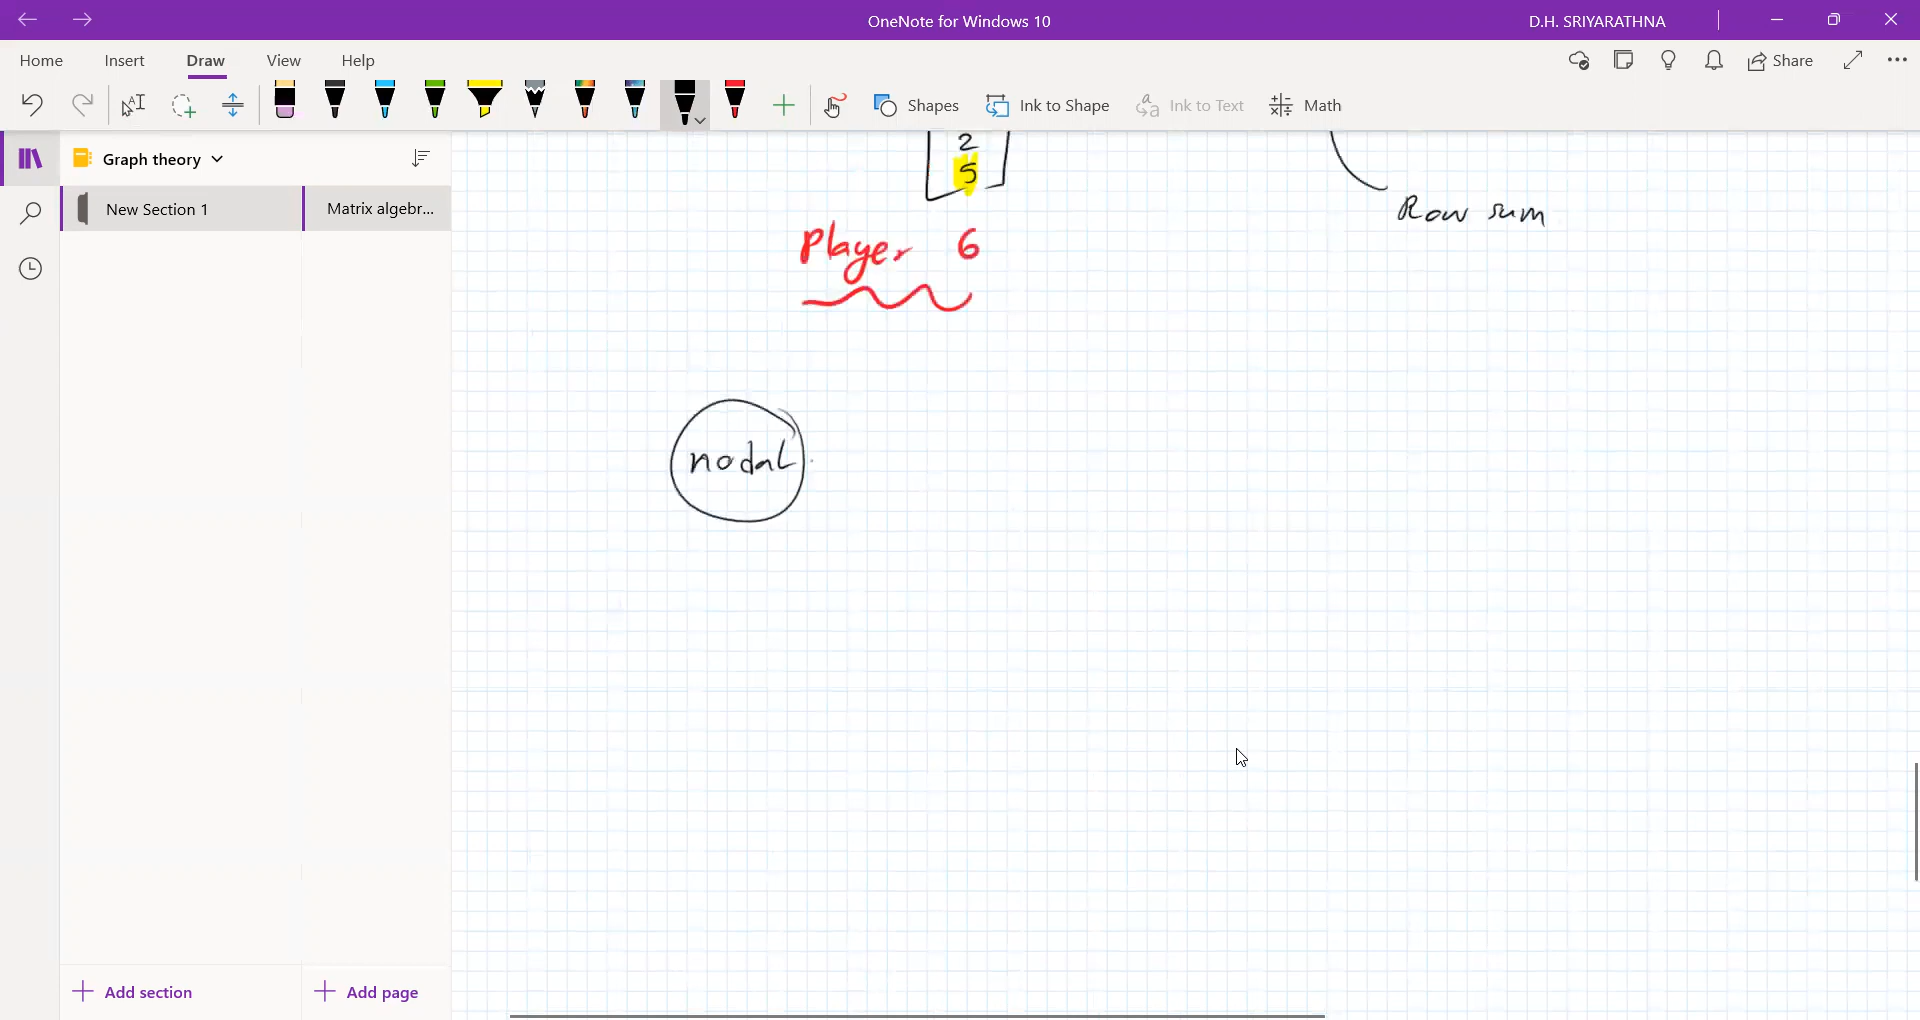 OneNote for Windows 10
D.H. SRIYARATHNA
Home Insert Draw View Help
Share
Shapes Ink to Shape Ink to Text Math
Graph theory
New Section 1
Matrix algebr...
2
5
Row sum
Player 6
nodal
Add section
Add page